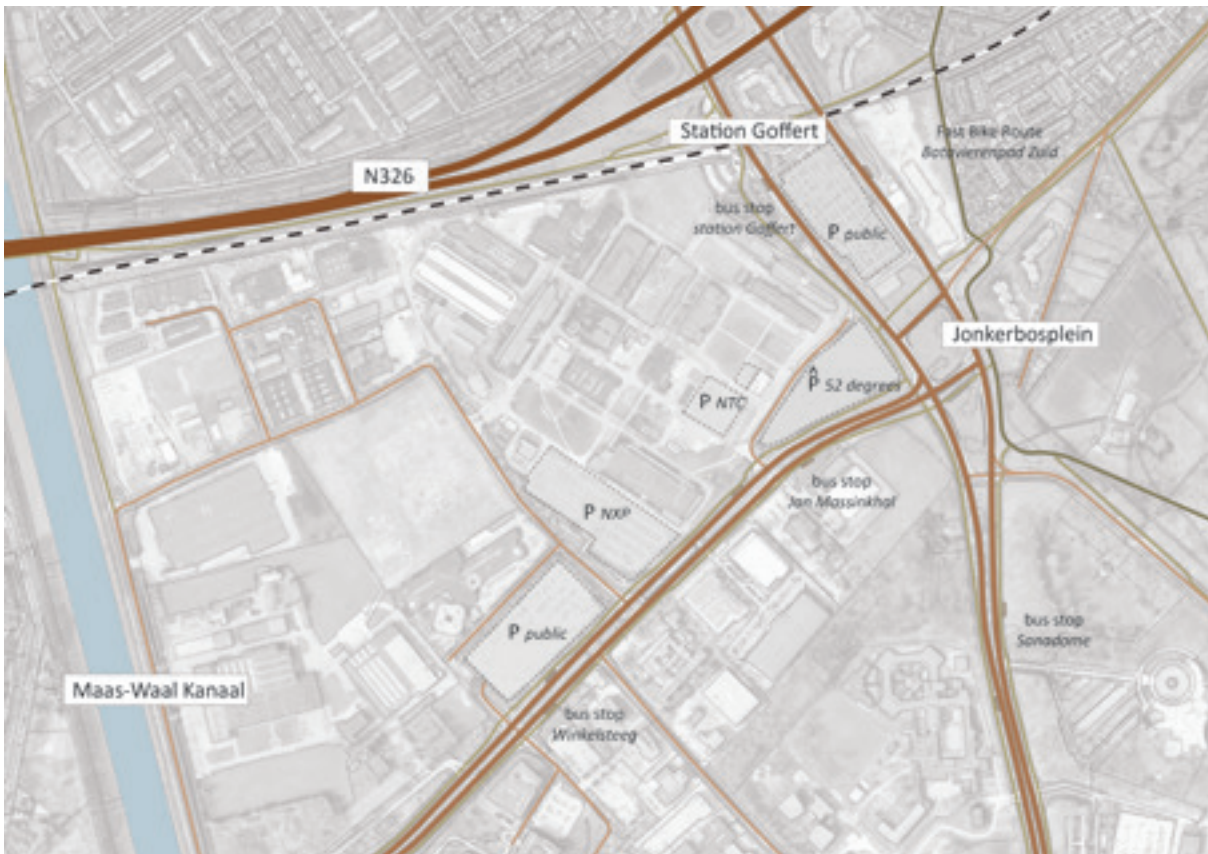 Station Goffert
Fast Bike Route
Batavierenpad Zuid
N326
bus stop
station Goffert
P public
Jonkerbosplein
P 52 degrees
P NTC
bus stop
Jan Massinkhal
P NXP
bus stop
Sanadome
P public
Maas-Waal Kanaal
bus stop
Winkelsteeg